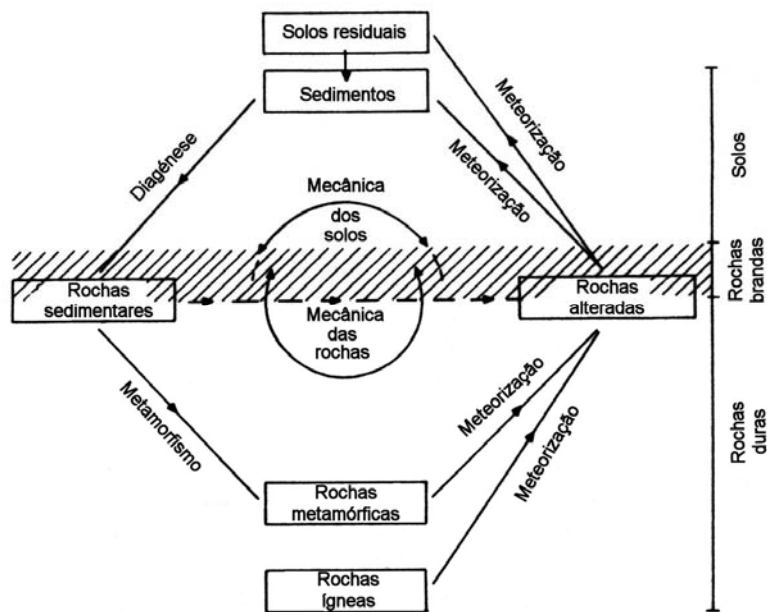 Solos residuais
Sedimentos
Meteorização
Meteorização
Diagénese
Solos
Mecânica
dos
solos
Rochas
brandas
Rochas
sedimentares
Mecânica
das
rochas
Rochas
alteradas
Metamorfismo
Meteorização
Meteorização
Rochas
duras
Rochas
metamórficas
Rochas
ígneas